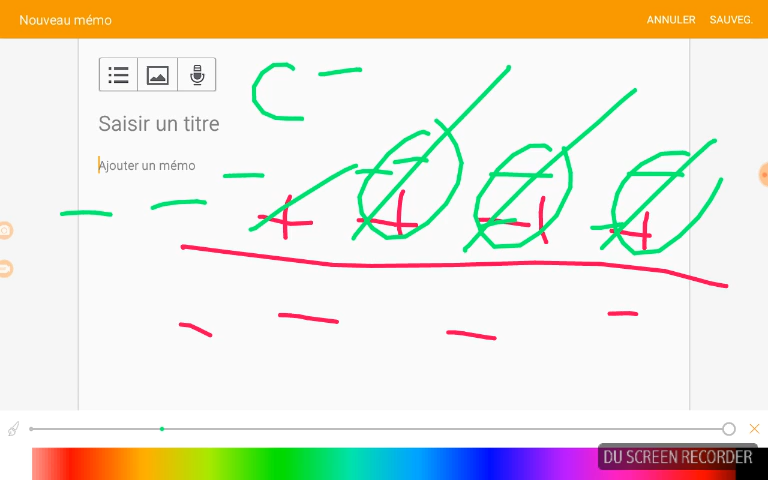 Nouveau mémo
ANNULER SAUVEG.
C -
Saisir un titre
Ajouter un mémo
- - -
+ + + +
- - - -
DU SCREEN RECORDER